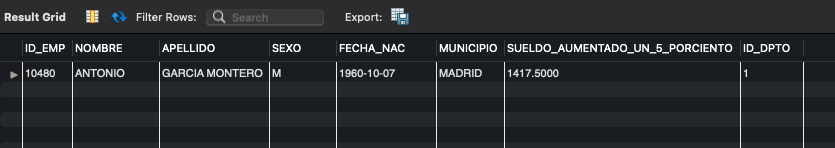 Result Grid Filter Rows: Search Export:
ID_EMP NOMBRE APELLIDO SEXO FECHA_NAC MUNICIPIO SUELDO_AUMENTADO_UN_5_PORCIENTO ID_DPTO
10480 ANTONIO GARCIA MONTERO M 1960-10-07 MADRID 1417.5000 1